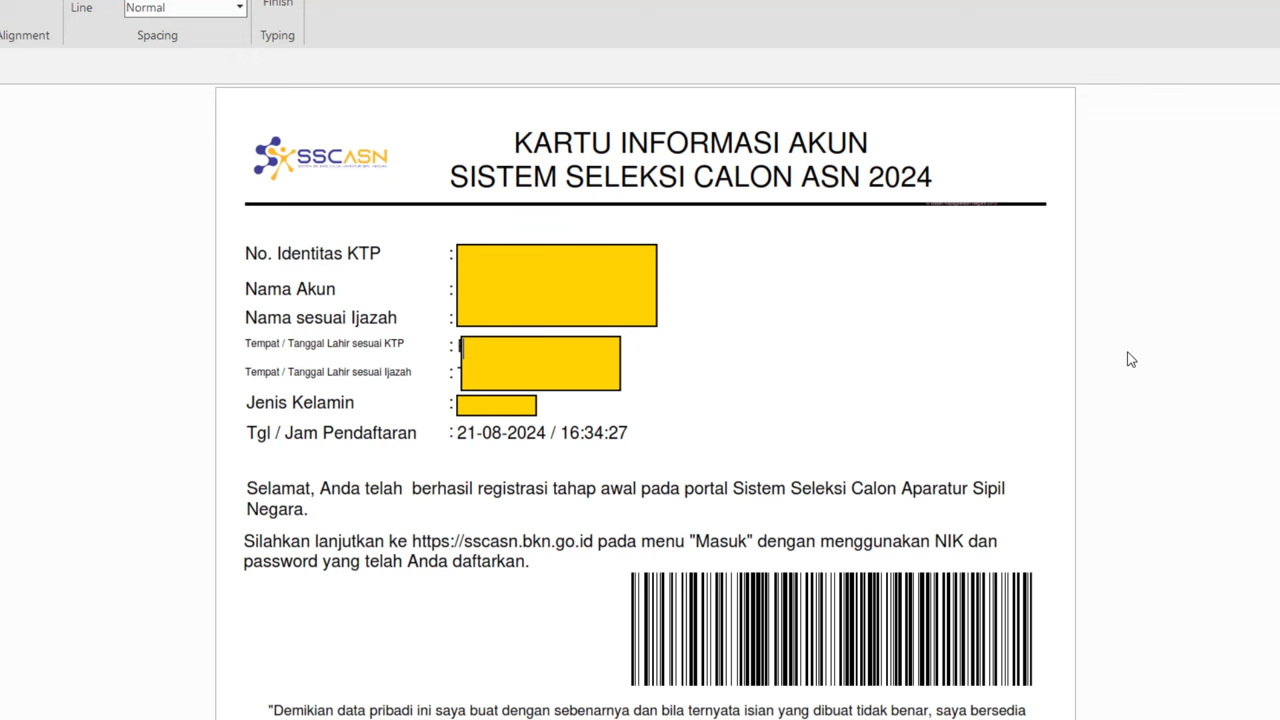 Line
Normal
Finish
Alignment
Spacing
Typing
SSCASN
KARTU INFORMASI AKUN
SISTEM SELEKSI CALON ASN 2024
No. Identitas KTP :
Nama Akun :
Nama sesuai Ijazah :
Tempat / Tanggal Lahir sesuai KTP :
Tempat / Tanggal Lahir sesuai Ijazah :
Jenis Kelamin :
Tgl / Jam Pendaftaran : 21-08-2024 / 16:34:27
Selamat, Anda telah berhasil registrasi tahap awal pada portal Sistem Seleksi Calon Aparatur Sipil
Negara.
Silahkan lanjutkan ke https://sscasn.bkn.go.id pada menu "Masuk" dengan menggunakan NIK dan
password yang telah Anda daftarkan.
"Demikian data pribadi ini saya buat dengan sebenarnya dan bila ternyata isian yang dibuat tidak benar, saya bersedia